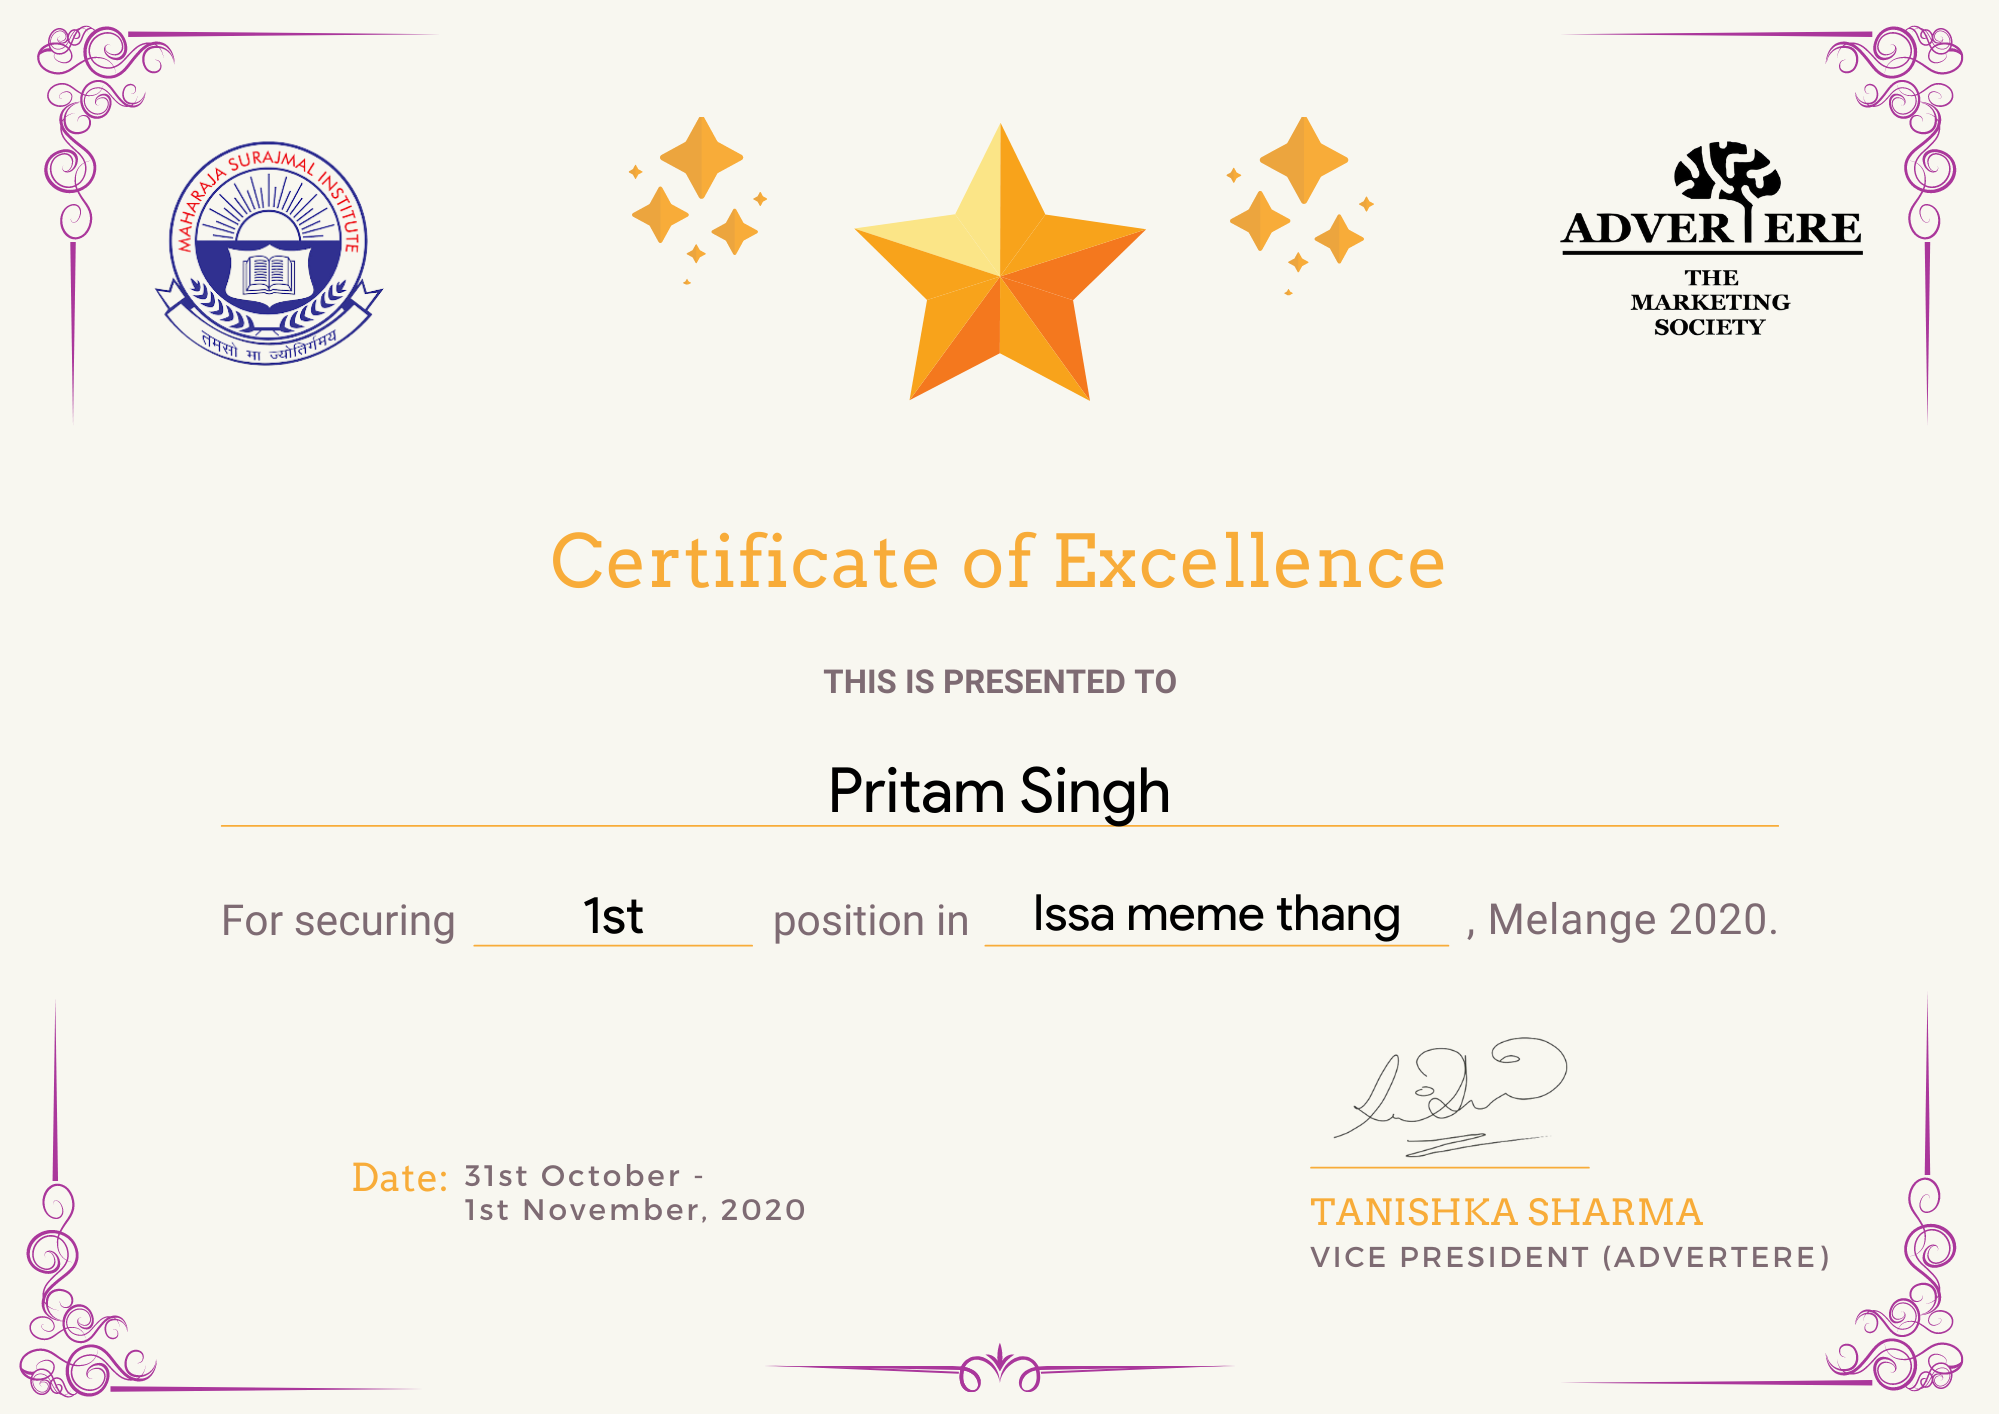 MAHARAJA SURAJMAL INSTITUTE
तमसो मा ज्योतिर्गमय
ADVERTERE
THE
MARKETING
SOCIETY
Certificate of Excellence
THIS IS PRESENTED TO
Pritam Singh
For securing 1st position in Issa meme thang , Melange 2020.
Date: 31st October -
1st November, 2020
TANISHKA SHARMA
VICE PRESIDENT (ADVERTERE)